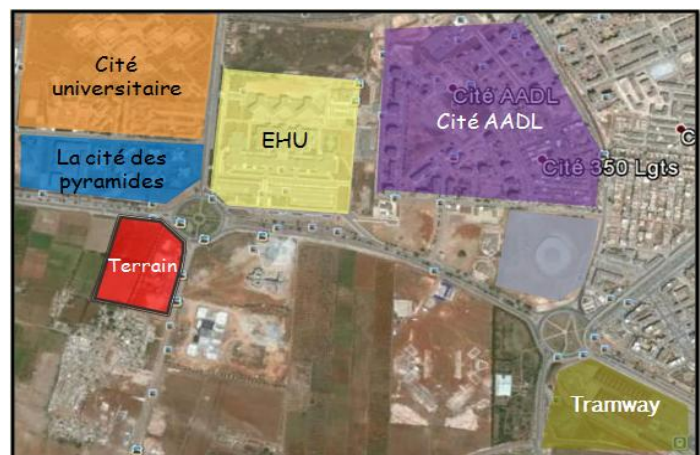 Cité
universitaire
La cité des
pyramides
EHU
Cité AADL
Cité AADL
Cité 350 Lgts
C
Terrain
Tramway